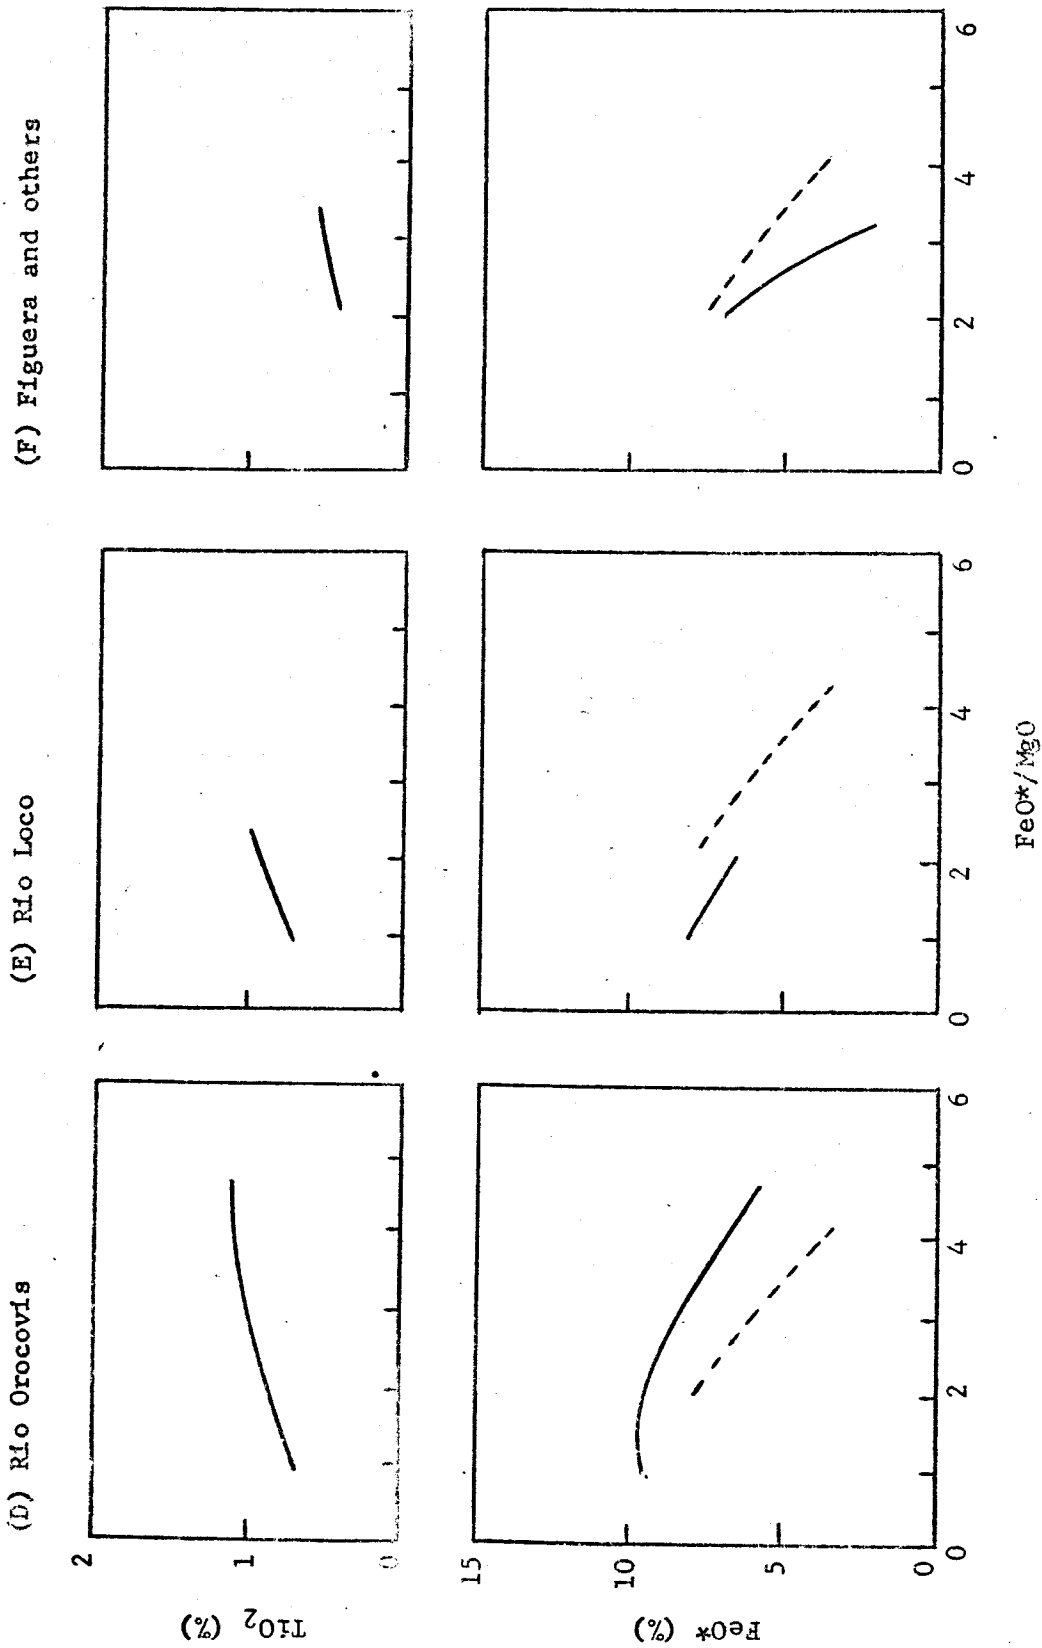 (D) Rio Orocovis
(E) Rio Loco
(F) Figuera and others
TiO₂ (%)
2
1
0
FeO* (%)
15
10
5
0
0 2 4 6
0 2 4 6
0 2 4 6
FeO*/MgO